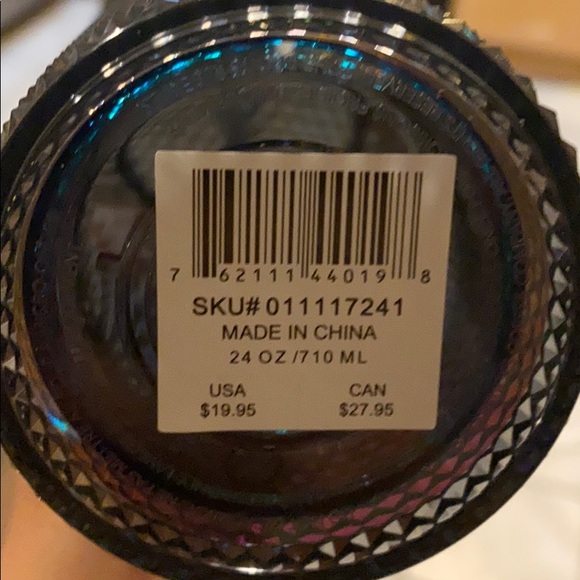 7 62111 44019 8
SKU# 011117241
MADE IN CHINA
24 OZ /710 ML
USA CAN
$19.95 $27.95